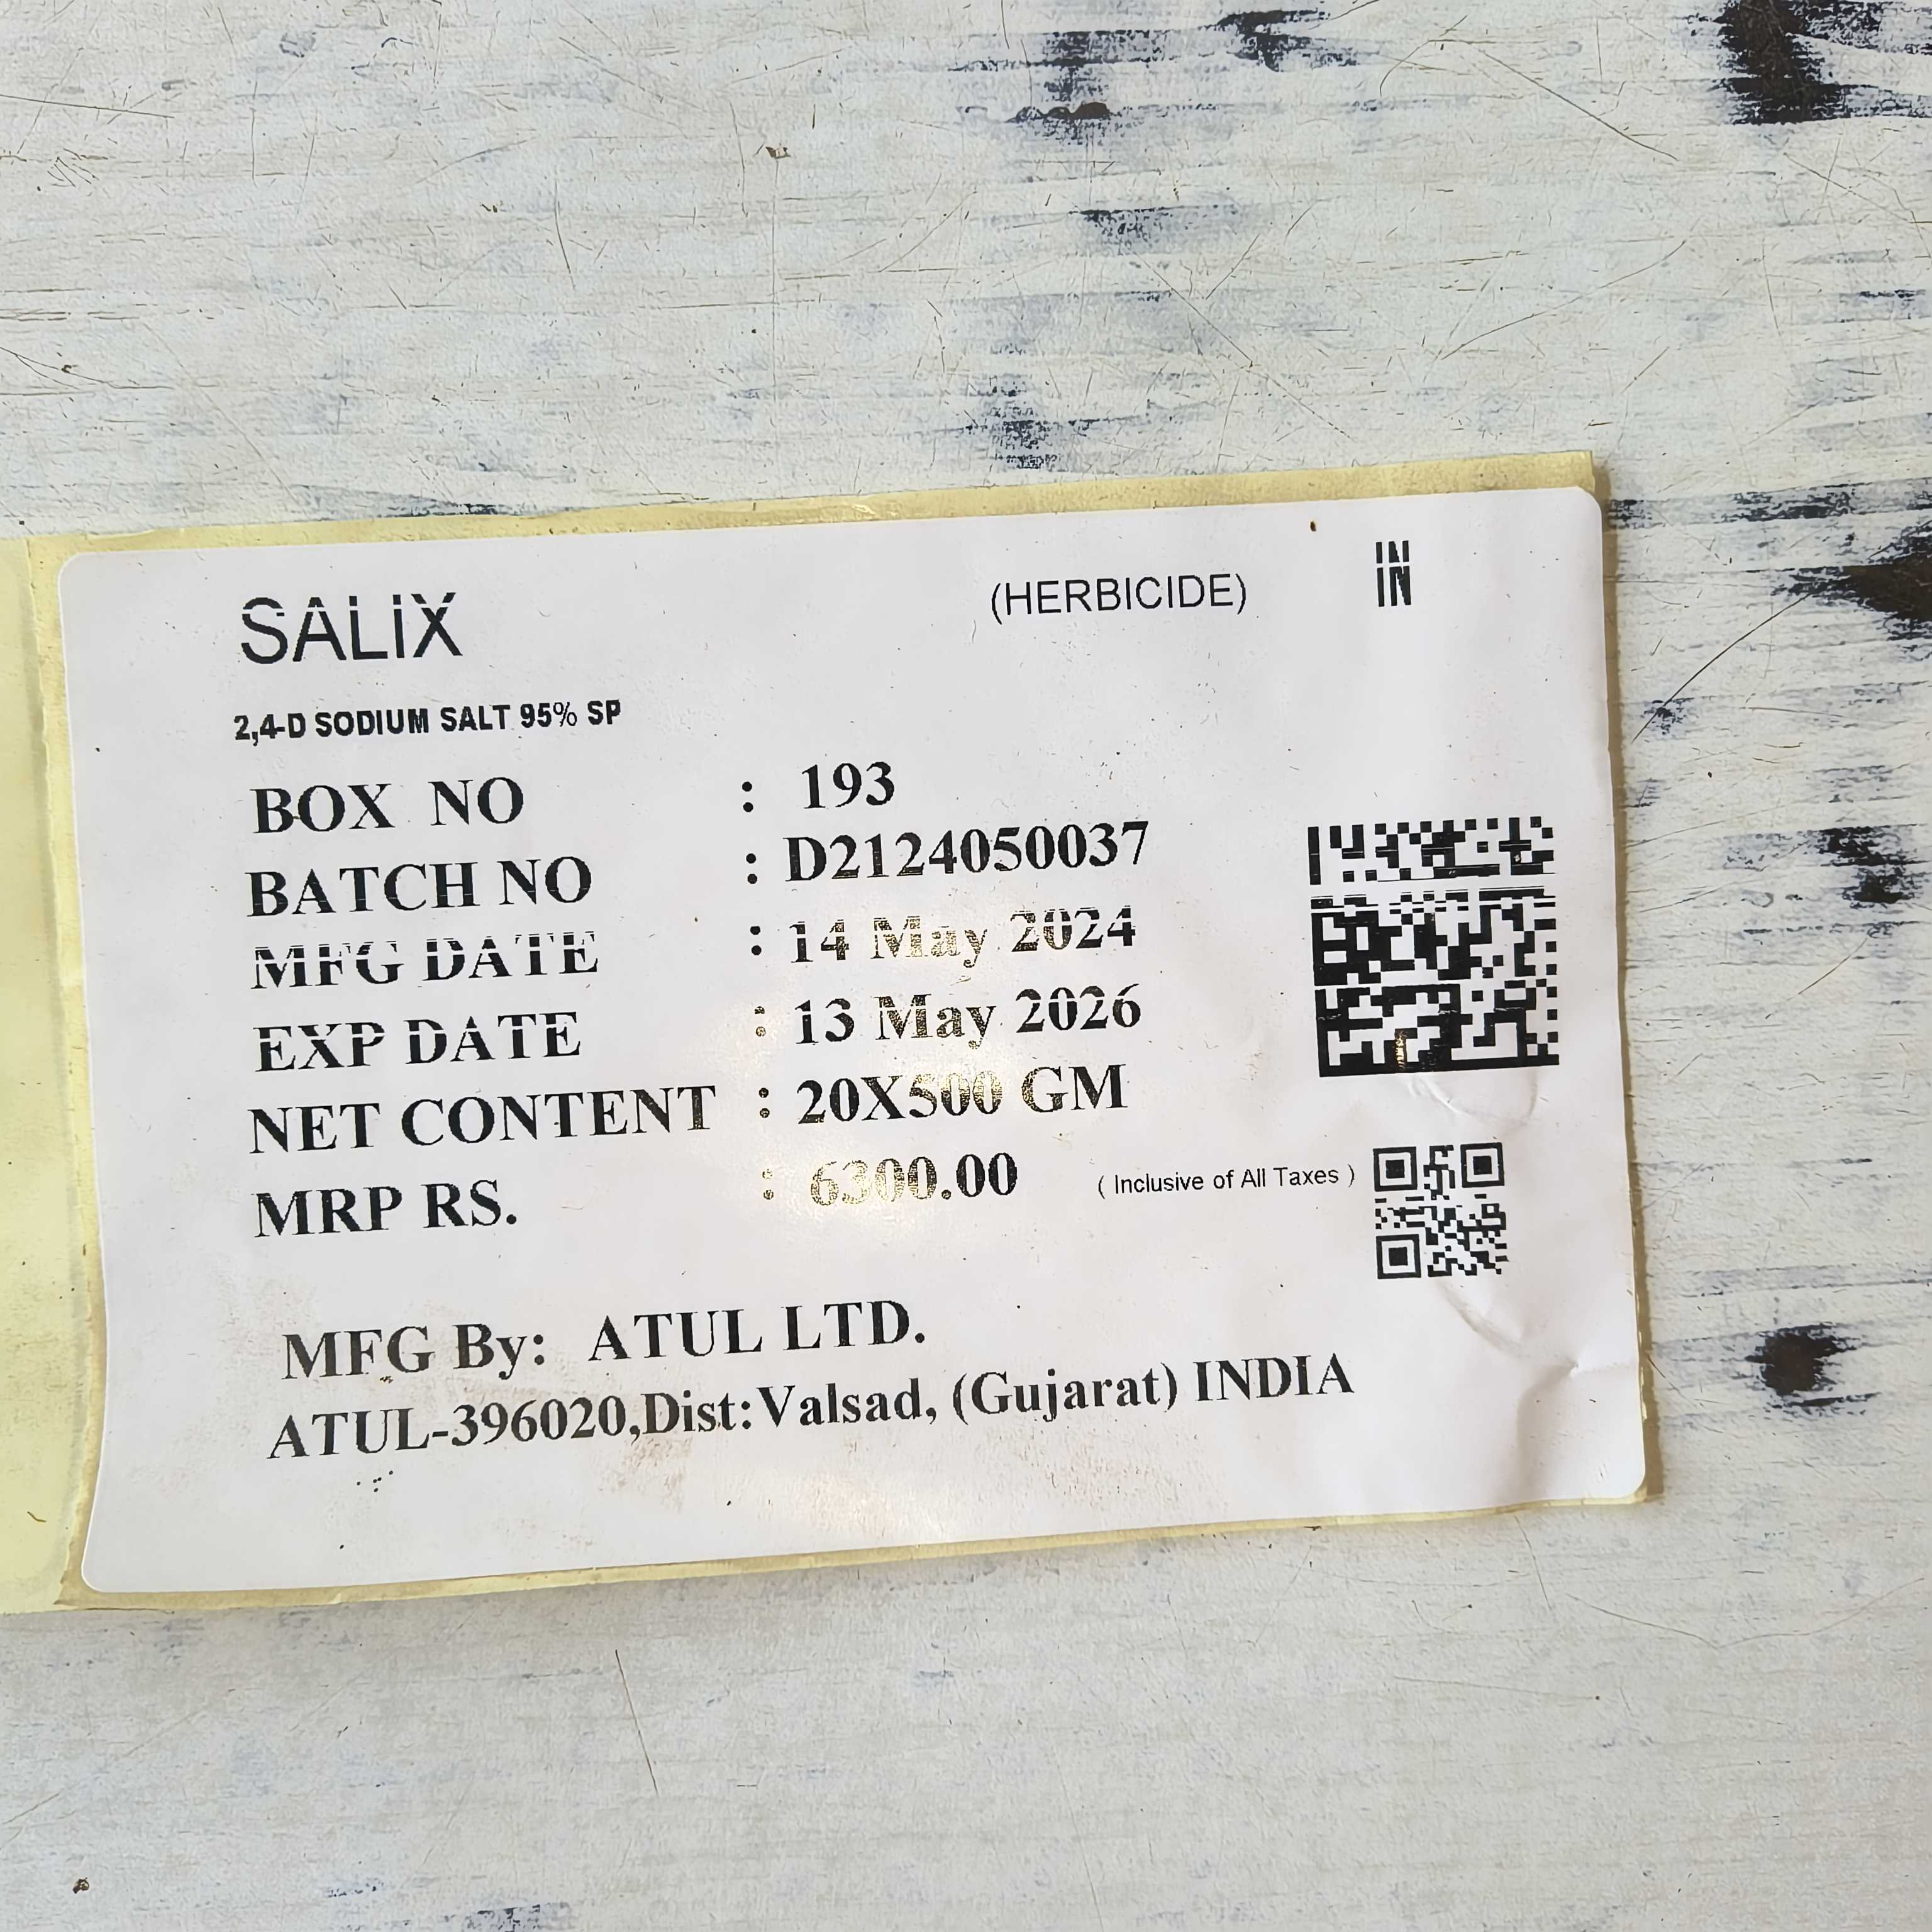 SALIX (HERBICIDE) IN
2,4-D SODIUM SALT 95% SP
BOX NO : 193
BATCH NO : D2124050037
MFG DATE : 14 May 2024
EXP DATE : 13 May 2026
NET CONTENT : 20X500 GM
MRP RS. : 6300.00 ( Inclusive of All Taxes )
MFG By: ATUL LTD.
ATUL-396020,Dist:Valsad, (Gujarat) INDIA